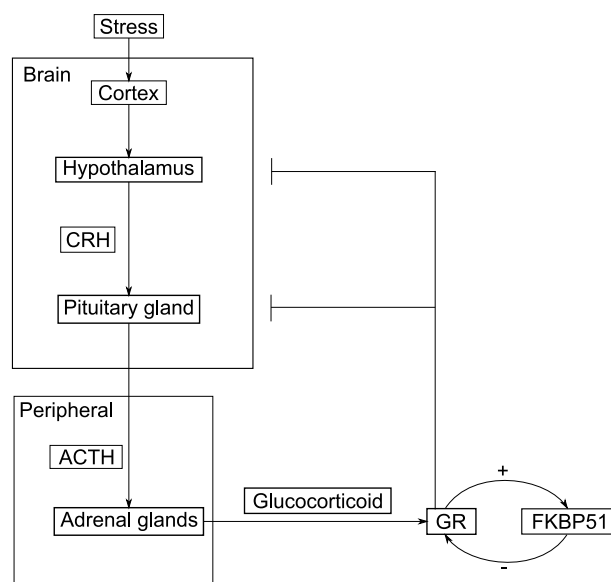 Stress
Brain
Cortex
Hypothalamus
CRH
Pituitary gland
Peripheral
ACTH
Adrenal glands
Glucocorticoid
GR
+
FKBP51
-